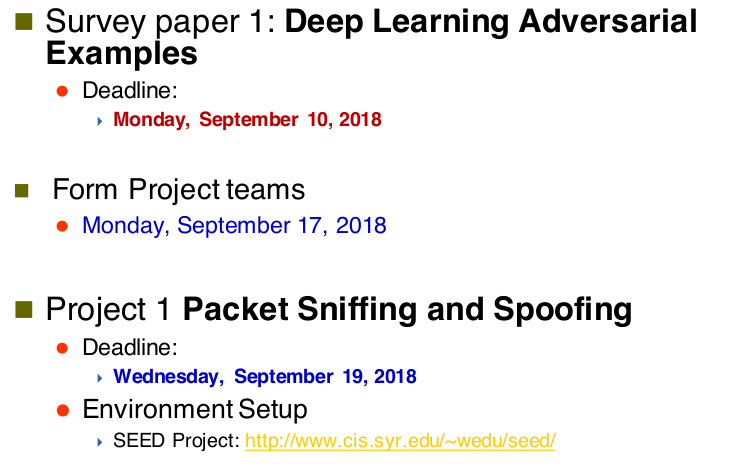 Survey paper 1: Deep Learning Adversarial
Examples
Deadline:
Monday, September 10, 2018
Form Project teams
Monday, September 17, 2018
Project 1 Packet Sniffing and Spoofing
Deadline:
Wednesday, September 19, 2018
Environment Setup
SEED Project: http://www.cis.syr.edu/~wedu/seed/